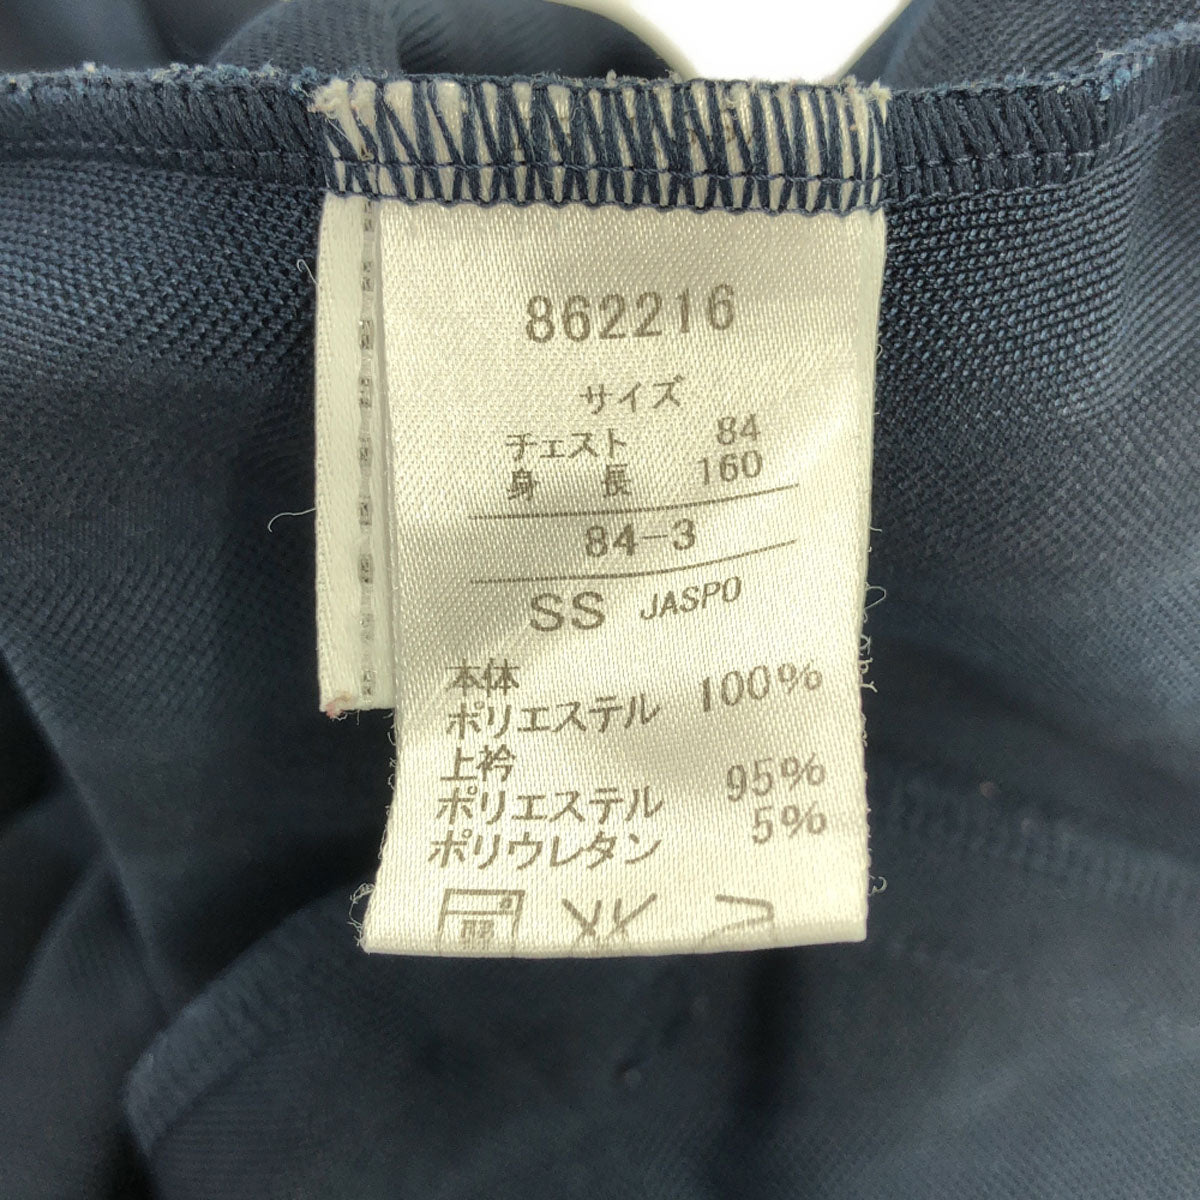 862216
サイズ
チェスト 84
身長 160
84-3
SS JASPO
本体
ポリエステル 100%
上衿
ポリエステル 95%
ポリウレタン 5%